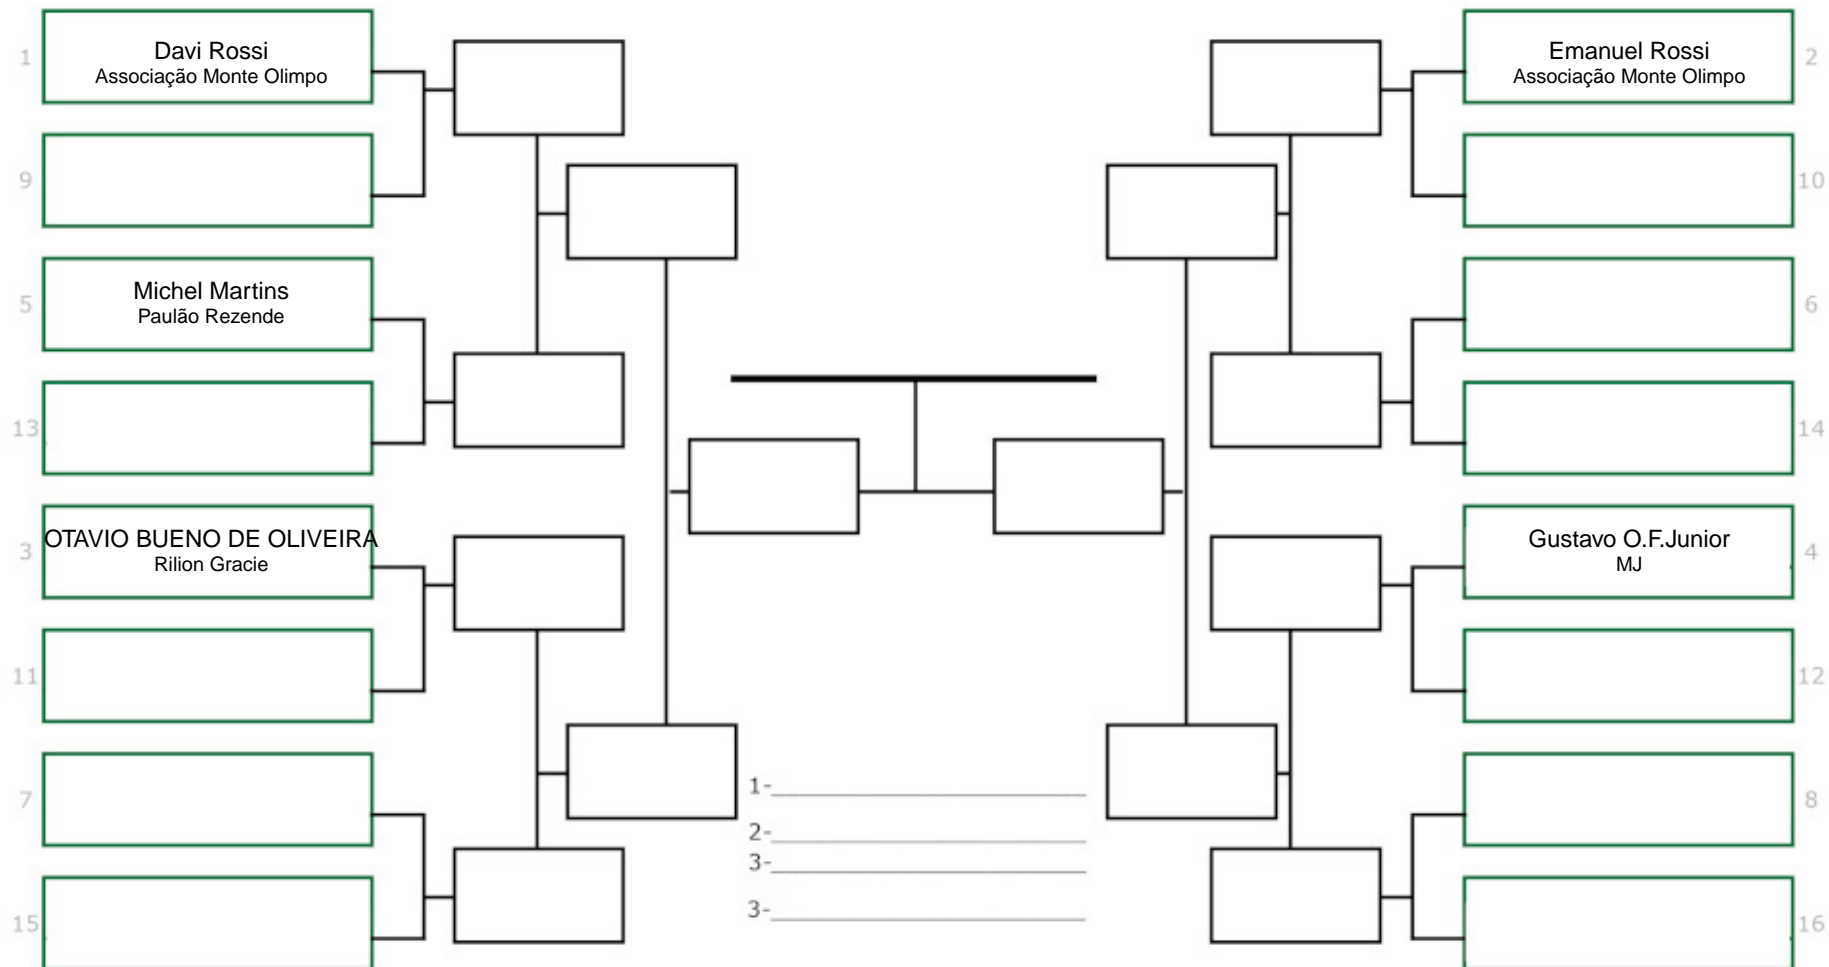 1
Davi Rossi
Associação Monte Olimpo
9
5
Michel Martins
Paulão Rezende
13
3
OTAVIO BUENO DE OLIVEIRA
Rilion Gracie
11
7
15
1-
2-
3-
3-
Emanuel Rossi
Associação Monte Olimpo
2
10
6
14
Gustavo O.F.Junior
MJ
4
12
8
16